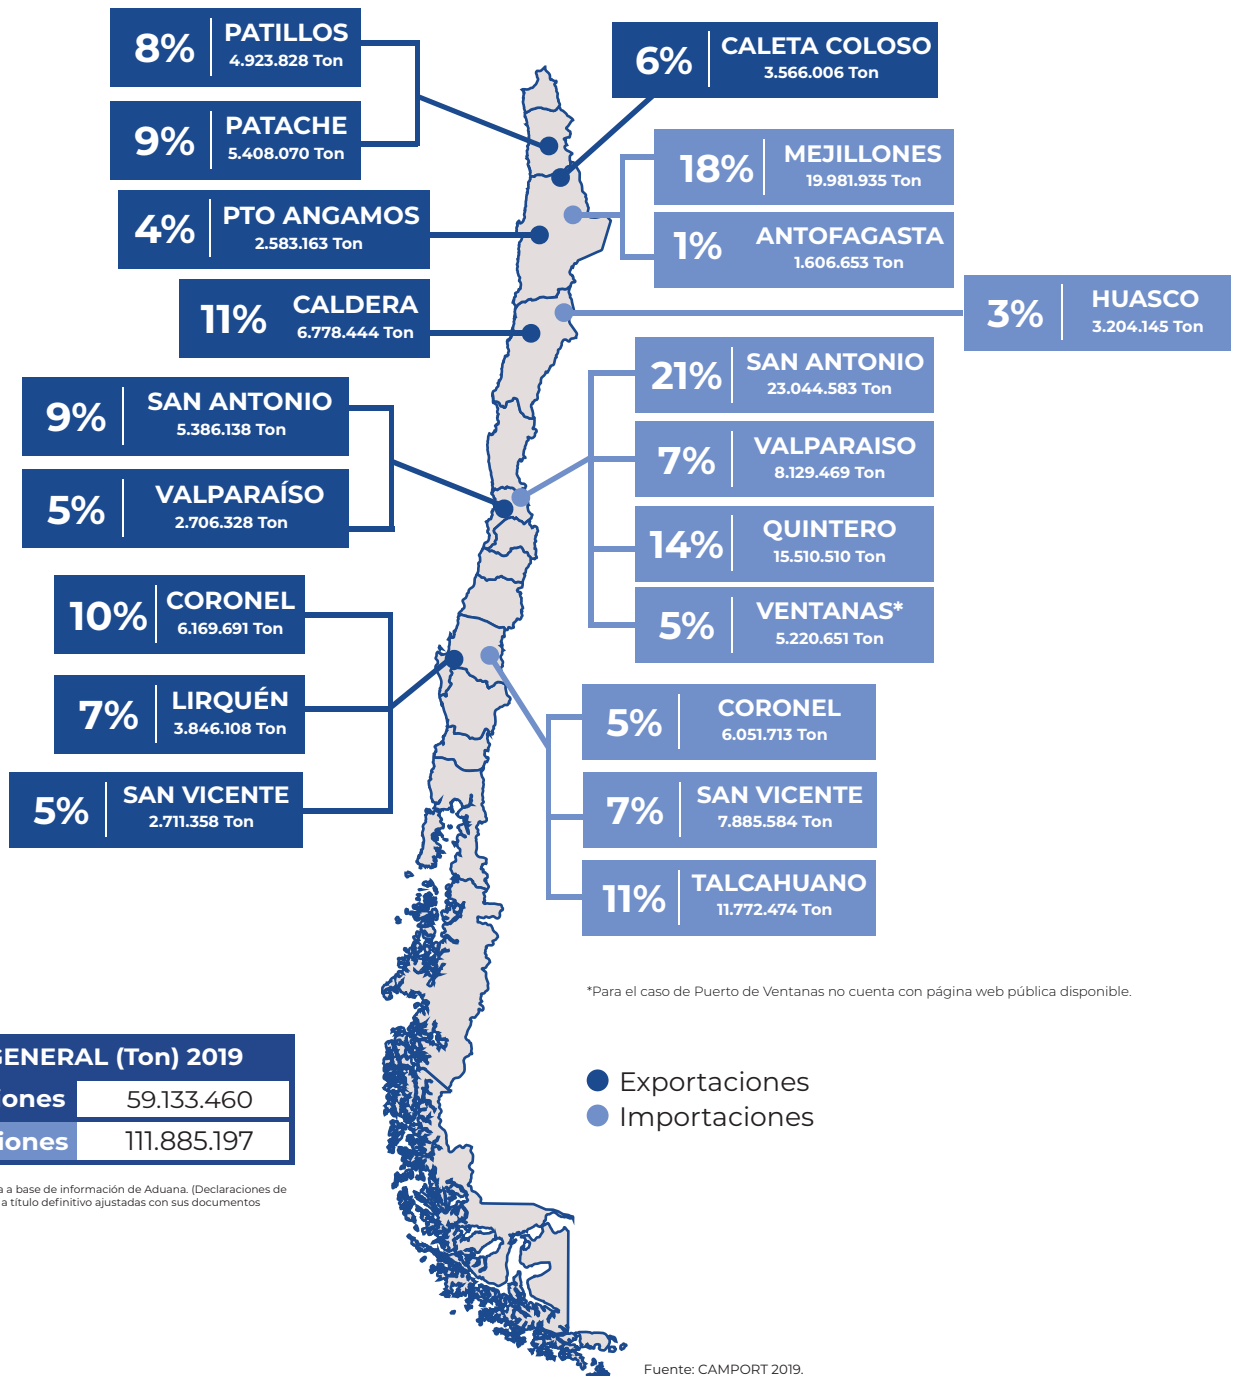 8%
PATILLOS
4.923.828 Ton
9%
PATACHE
5.408.070 Ton
4%
PTO ANGAMOS
2.583.163 Ton
11%
CALDERA
6.778.444 Ton
9%
SAN ANTONIO
5.386.138 Ton
5%
VALPARAÍSO
2.706.328 Ton
10%
CORONEL
6.169.691 Ton
7%
LIRQUÉN
3.846.108 Ton
5%
SAN VICENTE
2.711.358 Ton
6%
CALETA COLOSO
3.566.006 Ton
18%
MEJILLONES
19.981.935 Ton
1%
ANTOFAGASTA
1.606.653 Ton
3%
HUASCO
3.204.145 Ton
21%
SAN ANTONIO
23.044.583 Ton
7%
VALPARAISO
8.129.469 Ton
14%
QUINTERO
15.510.510 Ton
5%
VENTANAS*
5.220.651 Ton
5%
CORONEL
6.051.713 Ton
7%
SAN VICENTE
7.885.584 Ton
11%
TALCAHUANO
11.772.474 Ton
*Para el caso de Puerto de Ventanas no cuenta con página web pública disponible.
GENERAL (Ton) 2019
iones 59.133.460
iones 111.885.197
a a base de información de Aduana. (Declaraciones de
a título definitivo ajustadas con sus documentos
Exportaciones
Importaciones
Fuente: CAMPORT 2019.